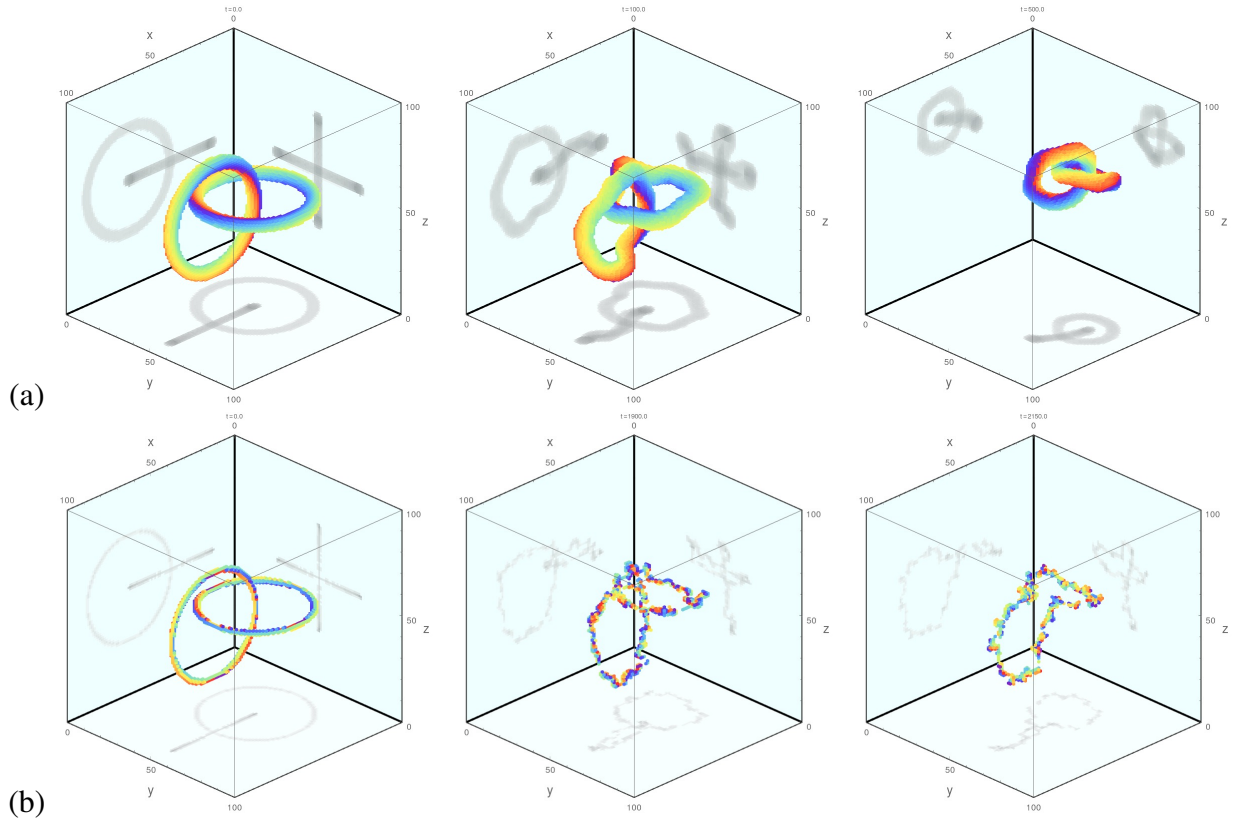 t=0.0 t=100.0 t=500.0
0 0 0
x x x
50 50 50
100 100 100 100 100 100
50 z 50 z 50 z
0 0 0 0 0 0
50 50 50
y y y
(a) 100 100 100
t=0.0 t=1900.0 t=2150.0
0 0 0
x x x
50 50 50
100 100 100 100 100 100
50 50 50
z z z
0 0 0 0 0 0
50 50 50
y y y
(b) 100 100 100